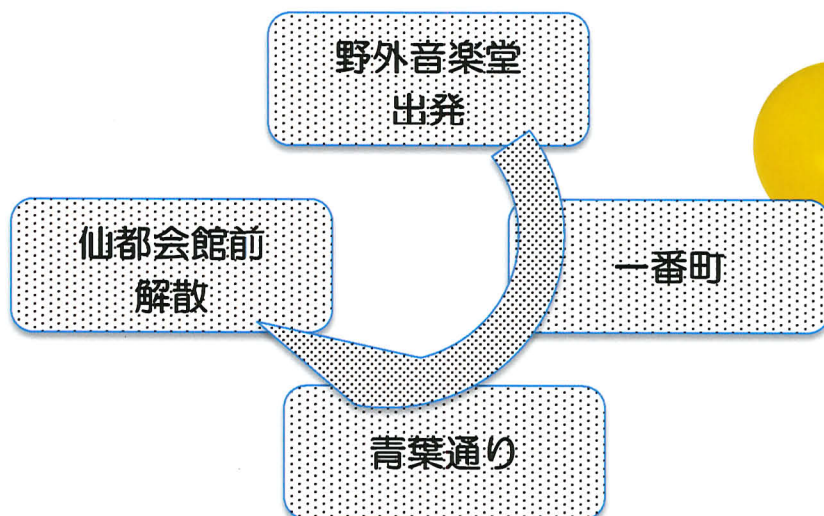 野外音楽堂
出発
一番町
青葉通り
仙都会館前
解散